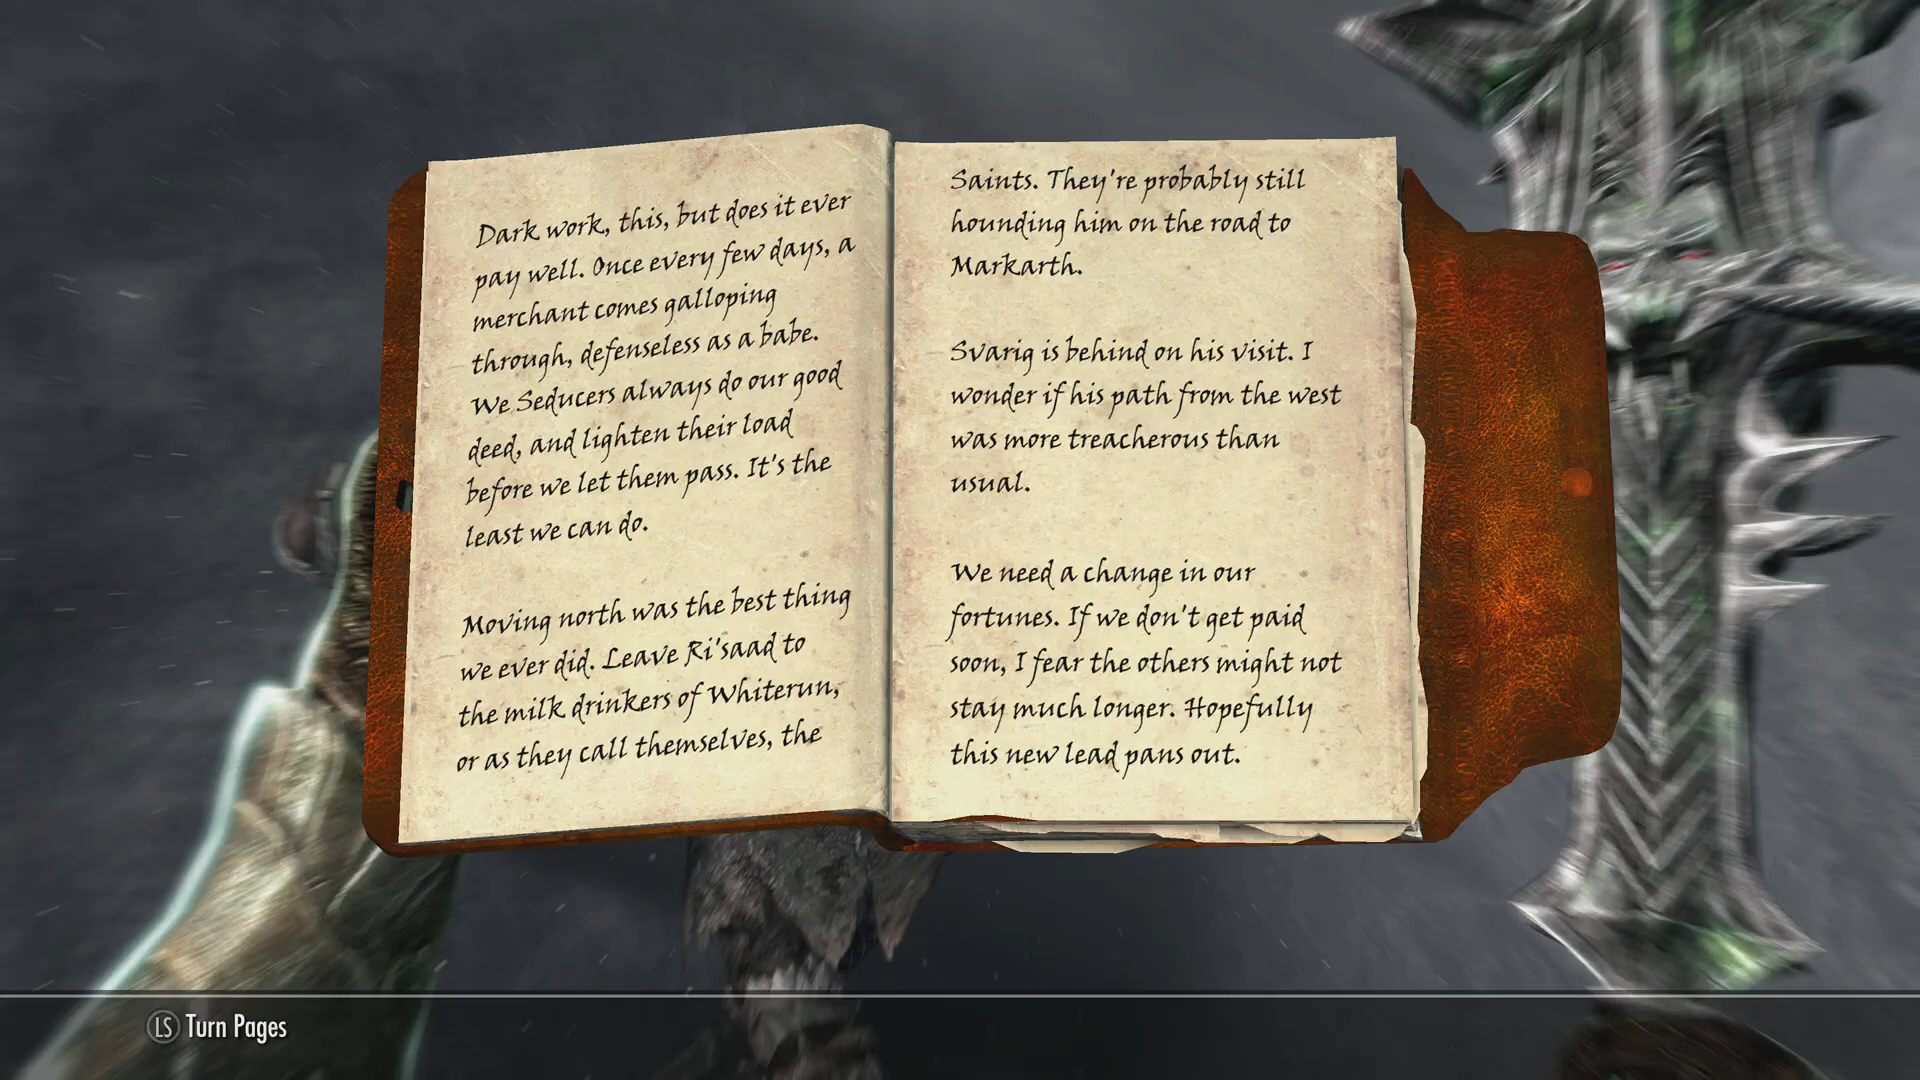 Dark work, this, but does it ever
pay well. Once every few days, a
merchant comes galloping
through, defenseless as a babe.
We Seducers always do our good
deed, and lighten their load
before we let them pass. It's the
least we can do.
Moving north was the best thing
we ever did. Leave Ri'saad to
the milk drinkers of Whiterun,
or as they call themselves, the
Saints. They're probably still
hounding him on the road to
Markarth.
Svarig is behind on his visit. I
wonder if his path from the west
was more treacherous than
usual.
We need a change in our
fortunes. If we don't get paid
soon, I fear the others might not
stay much longer. Hopefully
this new lead pans out.
LS Turn Pages